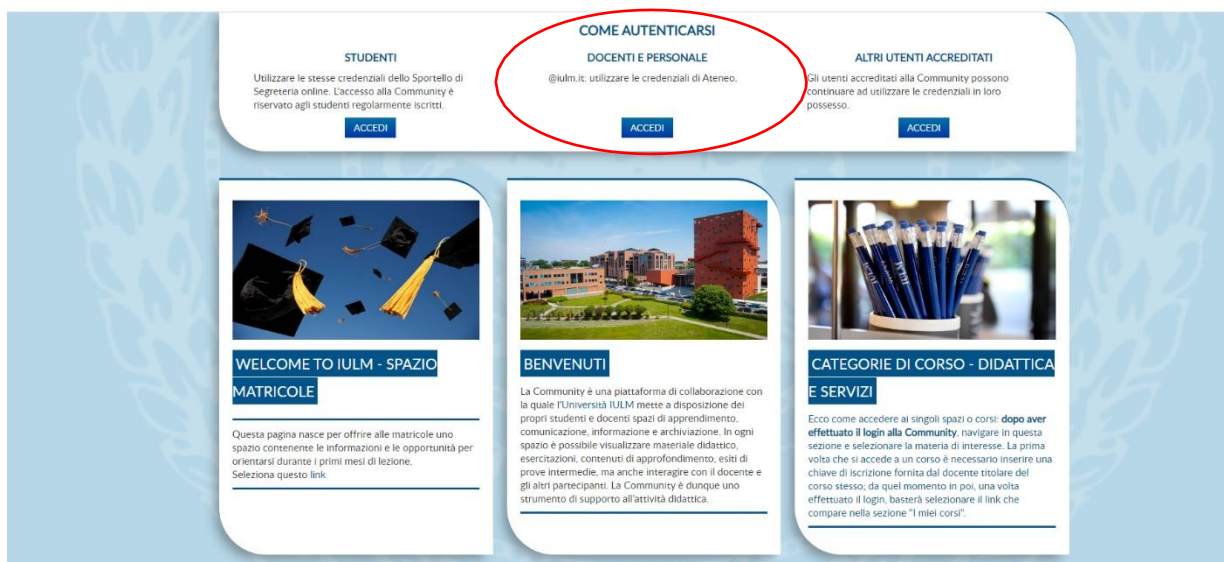 COME AUTENTICARSI
STUDENTI
Utilizzare le stesse credenziali dello Sportello di
Segreteria online. L'accesso alla Community è
riservato agli studenti regolarmente iscritti.
ACCEDI
DOCENTI E PERSONALE
@iulm.it: utilizzare le credenziali di Ateneo.
ACCEDI
ALTRI UTENTI ACCREDITATI
Gli utenti accreditati alla Community possono
continuare ad utilizzare le credenziali in loro
possesso.
ACCEDI
WELCOME TO IULM - SPAZIO
MATRICOLE
Questa pagina nasce per offrire alle matricole uno
spazio contenente le informazioni e le opportunità per
orientarsi durante i primi mesi di lezione.
Seleziona questo link
BENVENUTI
La Community è una piattaforma di collaborazione con
la quale l'Università IULM mette a disposizione dei
propri studenti e docenti spazi di apprendimento,
comunicazione, informazione e archiviazione. In ogni
spazio è possibile visualizzare materiale didattico,
esercitazioni, contenuti di approfondimento, esiti di
prove intermedie, ma anche interagire con il docente e
gli altri partecipanti. La Community è dunque uno
strumento di supporto all'attività didattica.
IULM
CATEGORIE DI CORSO - DIDATTICA
E SERVIZI
Ecco come accedere ai singoli spazi o corsi: dopo aver
effettuato il login alla Community, navigare in questa
sezione e selezionare la materia di interesse. La prima
volta che si accede a un corso è necessario inserire una
chiave di iscrizione fornita dal docente titolare del
corso stesso; da quel momento in poi, una volta
effettuato il login, basterà selezionare il link che
compare nella sezione "I miei corsi".